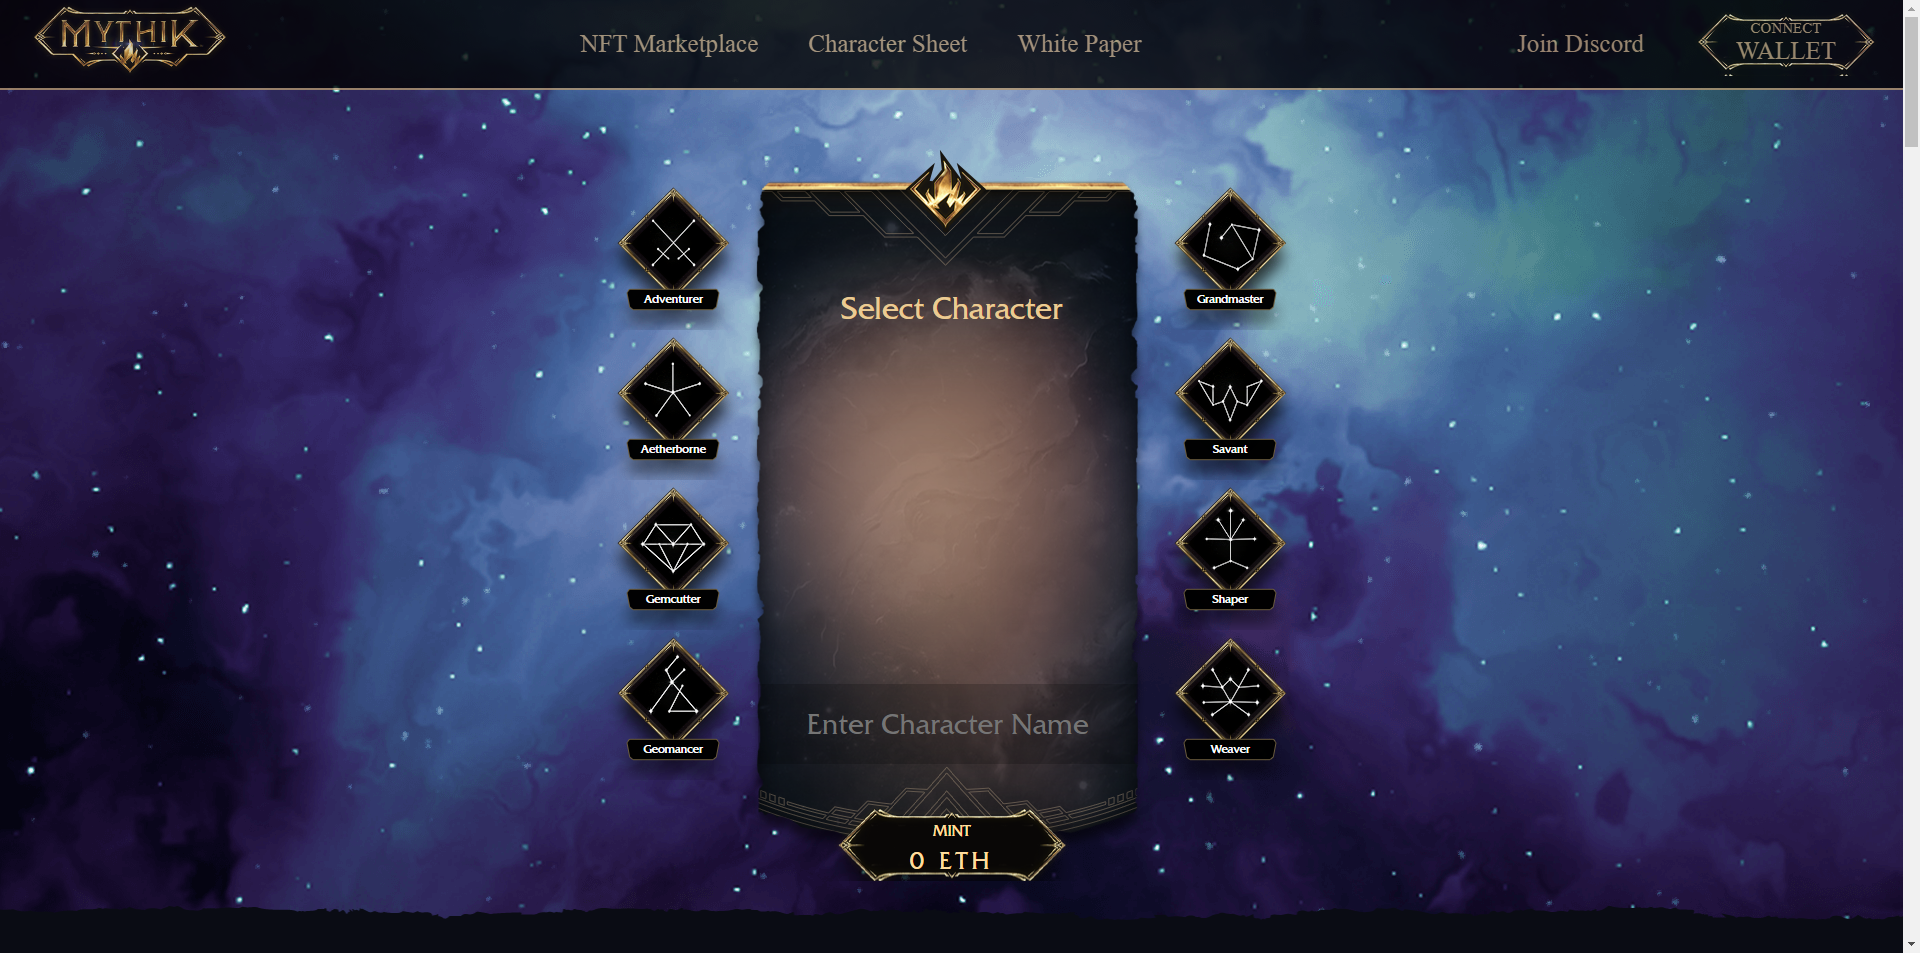 MYTHIK
NFT Marketplace
Character Sheet
White Paper
Join Discord
CONNECT
WALLET
Select Character
Adventurer
Aetherborne
Gemcutter
Geomancer
Grandmaster
Savant
Shaper
Weaver
Enter Character Name
MINT
0 ETH